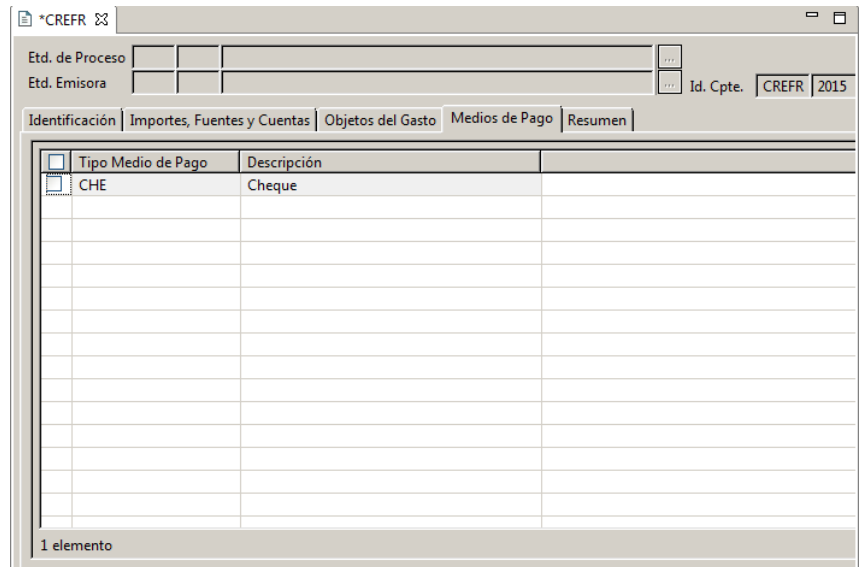 *CREFR
Etd. de Proceso ...
Etd. Emisora ... Id. Cpte. CREFR 2015
Identificación Importes, Fuentes y Cuentas Objetos del Gasto Medios de Pago Resumen
Tipo Medio de Pago Descripción
CHE Cheque
1 elemento